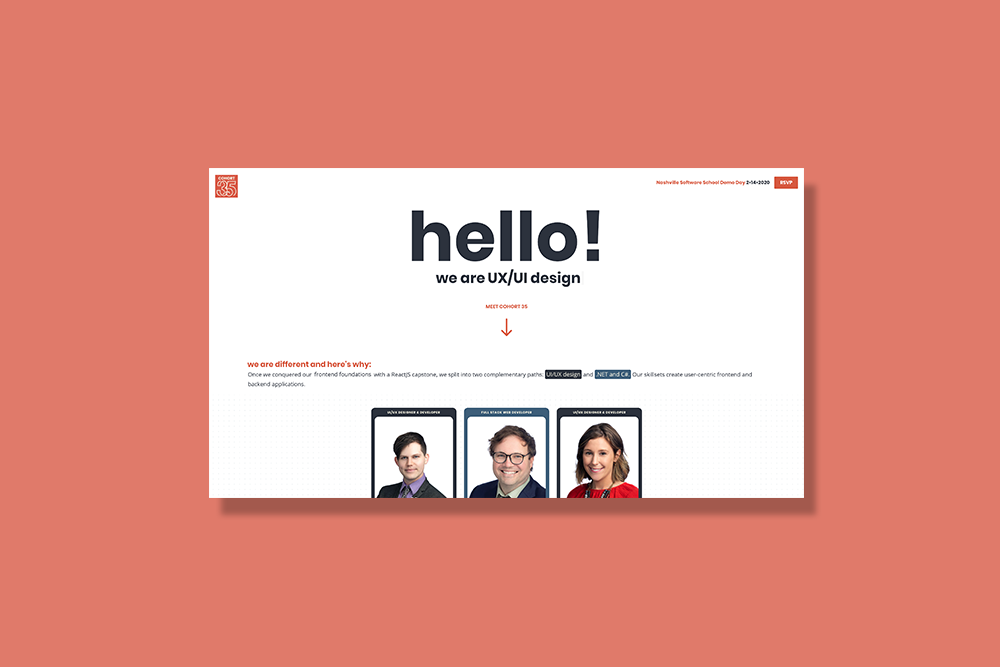 COHORT
35
Nashville Software School Demo Day 2-14-2020
RSVP
hello!
we are UX/UI design
MEET COHORT 35
we are different and here's why:
Once we conquered our frontend foundations with a ReactJS capstone, we split into two complementary paths: UI/UX design and .NET and C#. Our skillsets create user-centric frontend and
backend applications.
UI/UX DESIGNER & DEVELOPER
FULL STACK WEB DEVELOPER
UI/UX DESIGNER & DEVELOPER